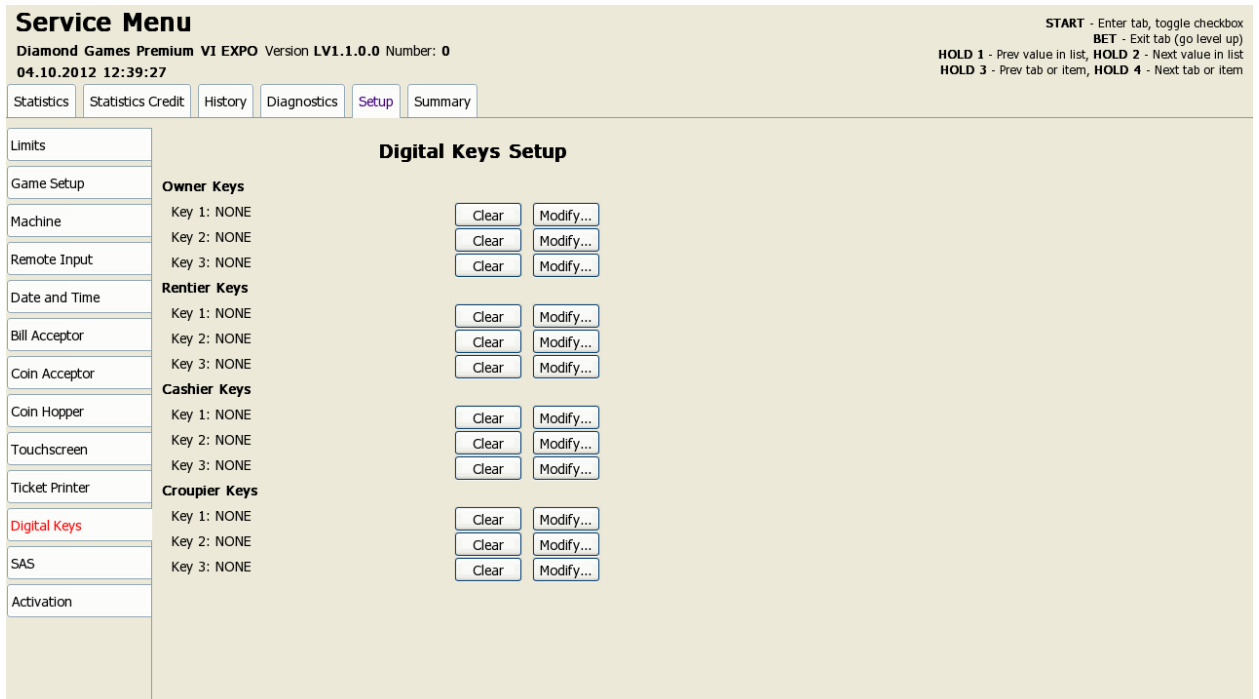 Service Menu
Diamond Games Premium VI EXPO Version LV1.1.0.0 Number: 0
04.10.2012 12:39:27
START - Enter tab, toggle checkbox
BET - Exit tab (go level up)
HOLD 1 - Prev value in list, HOLD 2 - Next value in list
HOLD 3 - Prev tab or item, HOLD 4 - Next tab or item
Statistics Statistics Credit History Diagnostics Setup Summary
Limits
Game Setup
Machine
Remote Input
Date and Time
Bill Acceptor
Coin Acceptor
Coin Hopper
Touchscreen
Ticket Printer
Digital Keys
SAS
Activation
Digital Keys Setup
Owner Keys
Key 1: NONE Clear Modify...
Key 2: NONE Clear Modify...
Key 3: NONE Clear Modify...
Rentier Keys
Key 1: NONE Clear Modify...
Key 2: NONE Clear Modify...
Key 3: NONE Clear Modify...
Cashier Keys
Key 1: NONE Clear Modify...
Key 2: NONE Clear Modify...
Key 3: NONE Clear Modify...
Croupier Keys
Key 1: NONE Clear Modify...
Key 2: NONE Clear Modify...
Key 3: NONE Clear Modify...